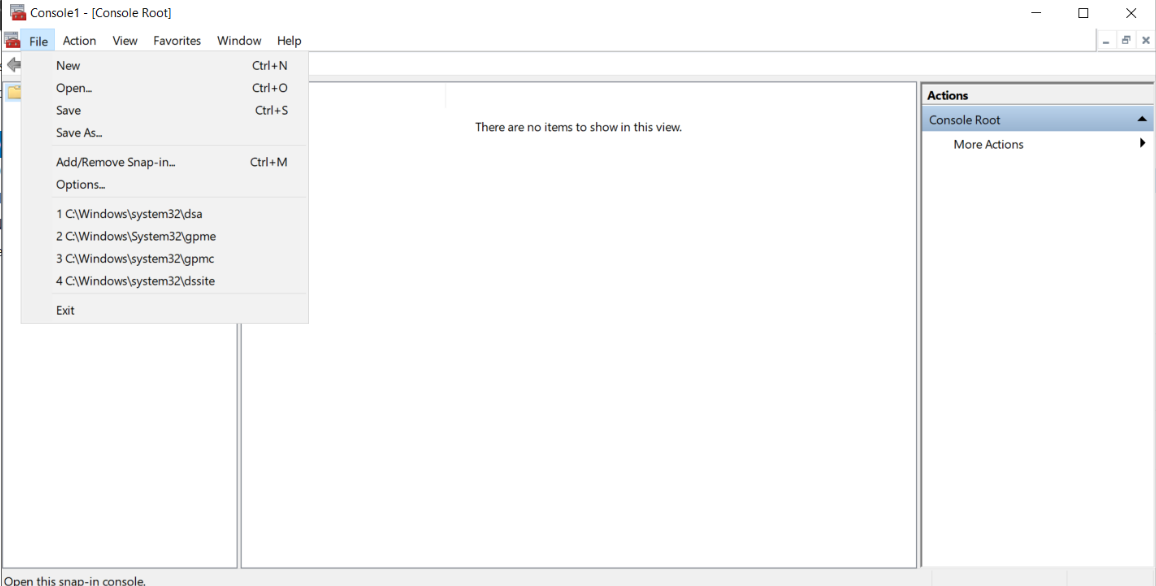 Console1 - [Console Root]
File Action View Favorites Window Help
New Ctrl+N
Open... Ctrl+O
Save Ctrl+S
Save As...
Add/Remove Snap-in... Ctrl+M
Options...
1 C:\Windows\system32\dsa
2 C:\Windows\System32\gpme
3 C:\Windows\system32\gpmc
4 C:\Windows\system32\dssite
Exit
There are no items to show in this view.
Actions
Console Root
More Actions
Open this snap-in console.